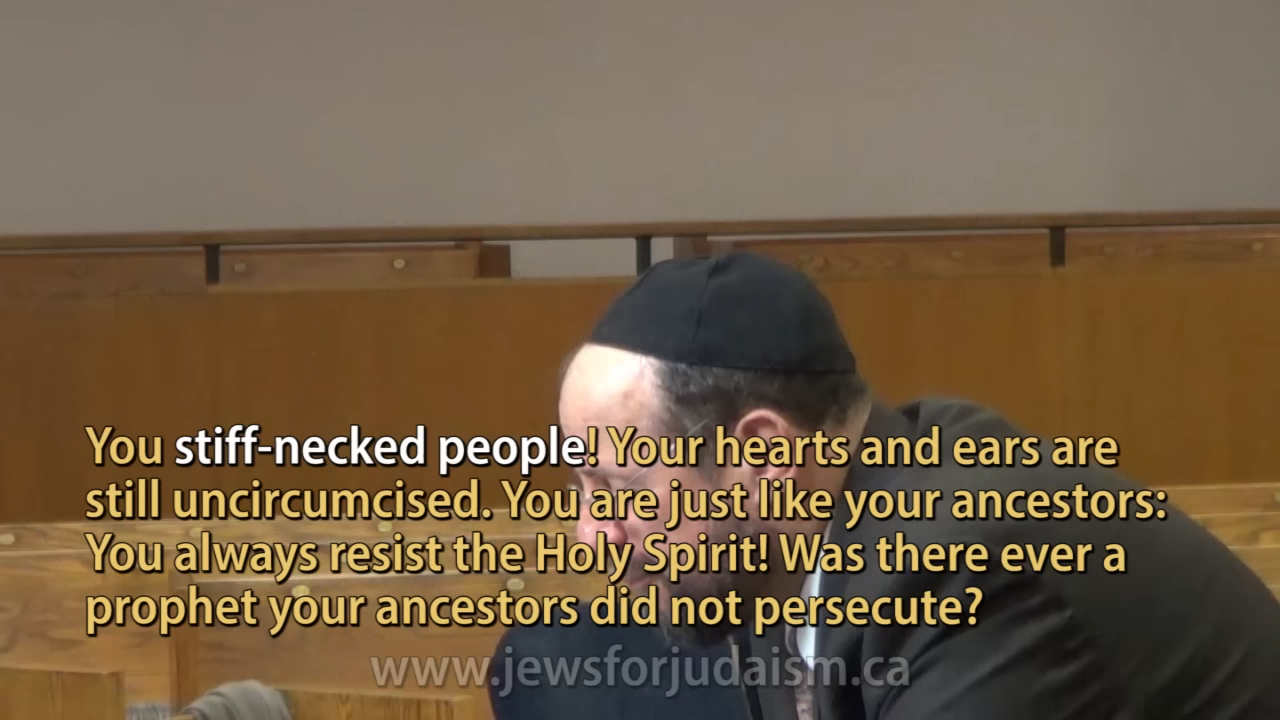 You stiff-necked people! Your hearts and ears are
still uncircumcised. You are just like your ancestors:
You always resist the Holy Spirit! Was there ever a
prophet your ancestors did not persecute?
www.jewsforjudaism.ca